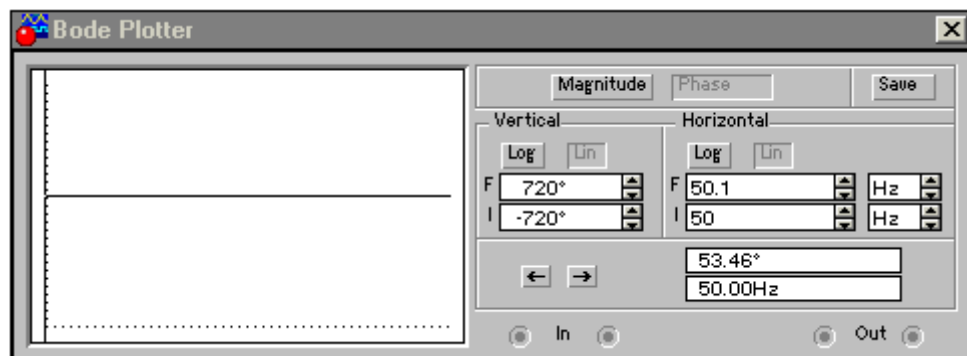 Bode Plotter
Magnitude Phase Save
Vertical Horizontal
Log Lin Log Lin
F 720° F 50.1 Hz
I -720° I 50 Hz
← → 53.46°
50.00Hz
In Out